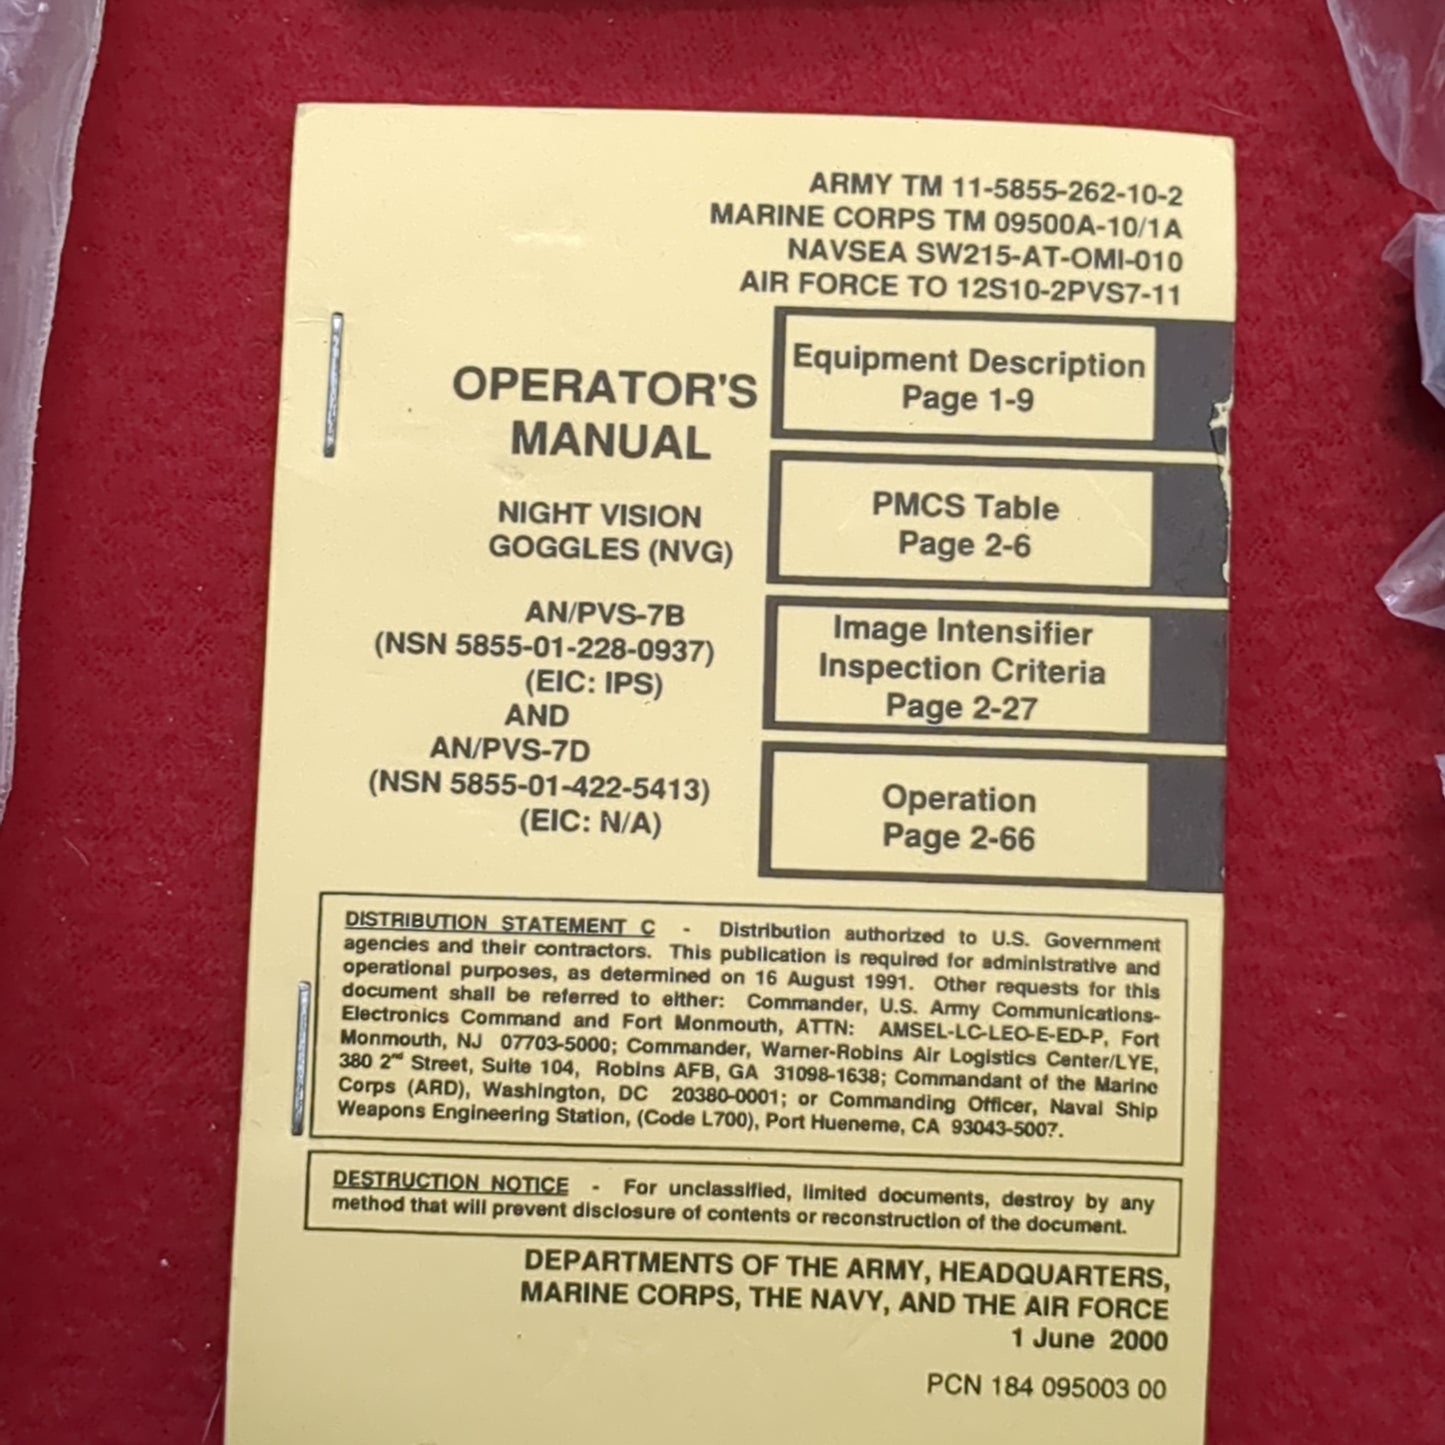 ARMY TM 11-5855-262-10-2
MARINE CORPS TM 09500A-10/1A
NAVSEA SW215-AT-OMI-010
AIR FORCE TO 12S10-2PVS7-11
OPERATOR'S
MANUAL
NIGHT VISION
GOGGLES (NVG)
AN/PVS-7B
(NSN 5855-01-228-0937)
(EIC: IPS)
AND
AN/PVS-7D
(NSN 5855-01-422-5413)
(EIC: N/A)
Equipment Description
Page 1-9
PMCS Table
Page 2-6
Image Intensifier
Inspection Criteria
Page 2-27
Operation
Page 2-66
DISTRIBUTION STATEMENT C - Distribution authorized to U.S. Government
agencies and their contractors. This publication is required for administrative and
operational purposes, as determined on 16 August 1991. Other requests for this
document shall be referred to either: Commander, U.S. Army Communications-
Electronics Command and Fort Monmouth, ATTN: AMSEL-LC-LEO-E-ED-P, Fort
Monmouth, NJ 07703-5000; Commander, Warner-Robins Air Logistics Center/LYE,
380 2nd Street, Suite 104, Robins AFB, GA 31098-1638; Commandant of the Marine
Corps (ARD), Washington, DC 20380-0001; or Commanding Officer, Naval Ship
Weapons Engineering Station, (Code L700), Port Hueneme, CA 93043-5007.
DESTRUCTION NOTICE - For unclassified, limited documents, destroy by any
method that will prevent disclosure of contents or reconstruction of the document.
DEPARTMENTS OF THE ARMY, HEADQUARTERS,
MARINE CORPS, THE NAVY, AND THE AIR FORCE
1 June 2000
PCN 184 095003 00